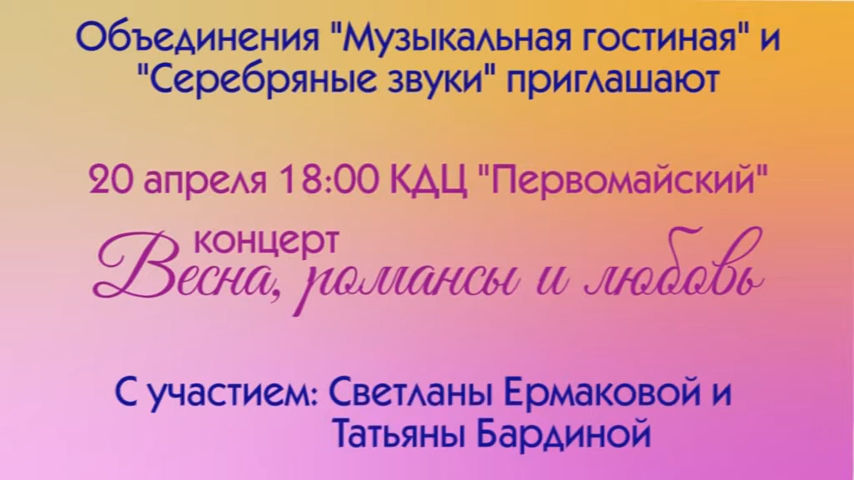 Объединения "Музыкальная гостиная" и
"Серебряные звуки" приглашают
20 апреля 18:00 КДЦ "Первомайский"
концерт
Весна, романсы и любовь
С участием: Светланы Ермаковой и
Татьяны Бардиной